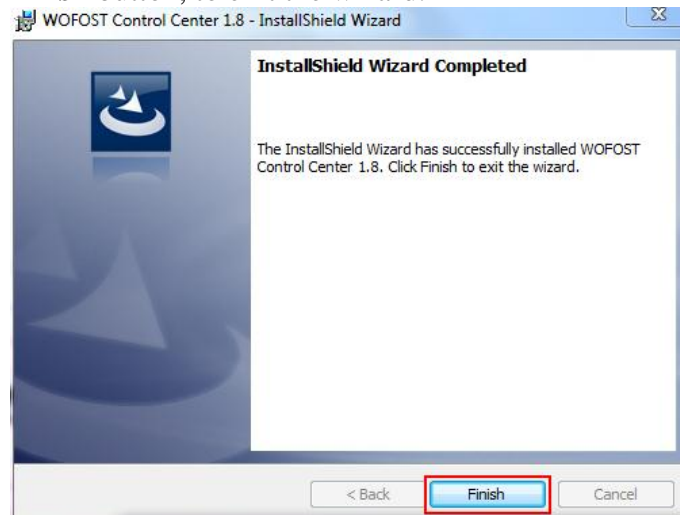 WOFOST Control Center 1.8 - InstallShield Wizard
InstallShield Wizard Completed
The InstallShield Wizard has successfully installed WOFOST
Control Center 1.8. Click Finish to exit the wizard.
< Back
Finish
Cancel